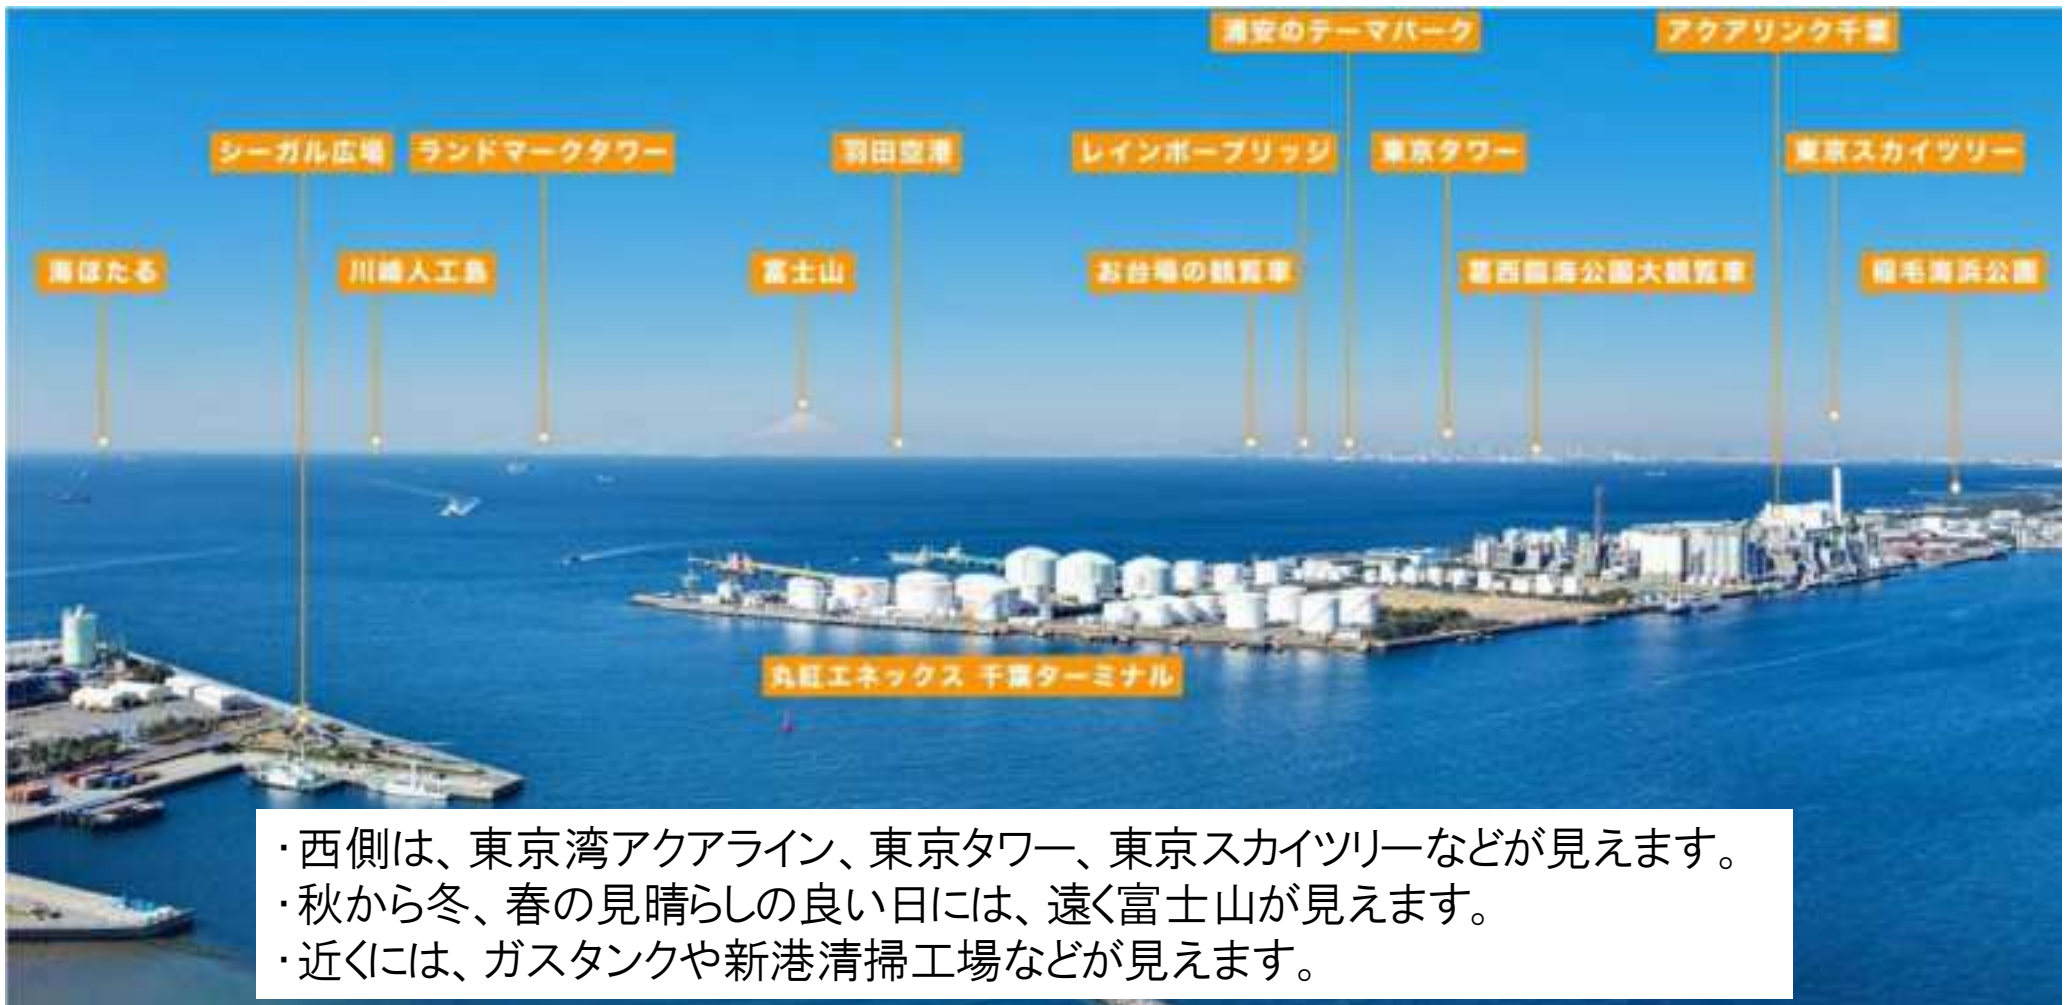 浦安のテーマパーク
アクアリンク千葉
シーガル広場
ランドマークタワー
羽田空港
レインボーブリッジ
東京タワー
東京スカイツリー
海ほたる
川崎人工島
富士山
お台場の観覧車
葛西臨海公園大観覧車
稲毛海浜公園
丸紅エネックス 千葉ターミナル
・西側は、東京湾アクアライン、東京タワー、東京スカイツリーなどが見えます。
・秋から冬、春の見晴らしの良い日には、遠く富士山が見えます。
・近くには、ガスタンクや新港清掃工場などが見えます。